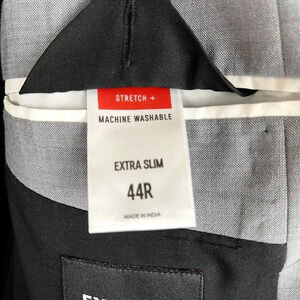 STRETCH +
MACHINE WASHABLE
EXTRA SLIM
44R
MADE IN INDIA